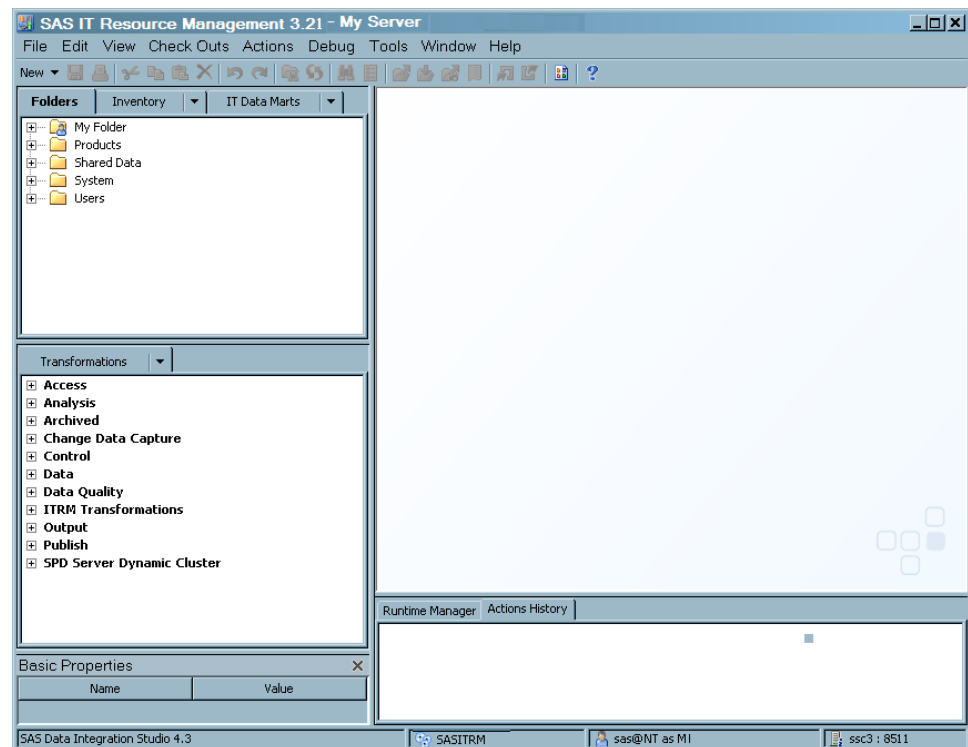 SAS IT Resource Management 3.21 - My Server
File Edit View Check Outs Actions Debug Tools Window Help
New
Folders Inventory IT Data Marts
My Folder
Products
Shared Data
System
Users
Transformations
Access
Analysis
Archived
Change Data Capture
Control
Data
Data Quality
ITRM Transformations
Output
Publish
SPD Server Dynamic Cluster
Runtime Manager Actions History
Basic Properties
Name Value
SAS Data Integration Studio 4.3 SASITRM sas@NT as MI ssc3 : 8511